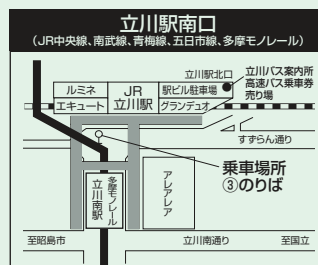 立川駅南口
(JR中央線、南武線、青梅線、五日市線、多摩モノレール)
立川駅北口
立川バス案内所
高速バス乗車券
売り場
ルミネ
エキュート
JR
立川駅
駅ビル駐車場
グランデュオ
すずらん通り
乗車場所
③のりば
多摩モノレール
立川南駅
アレアレア
至昭島市
立川南通り
至国立